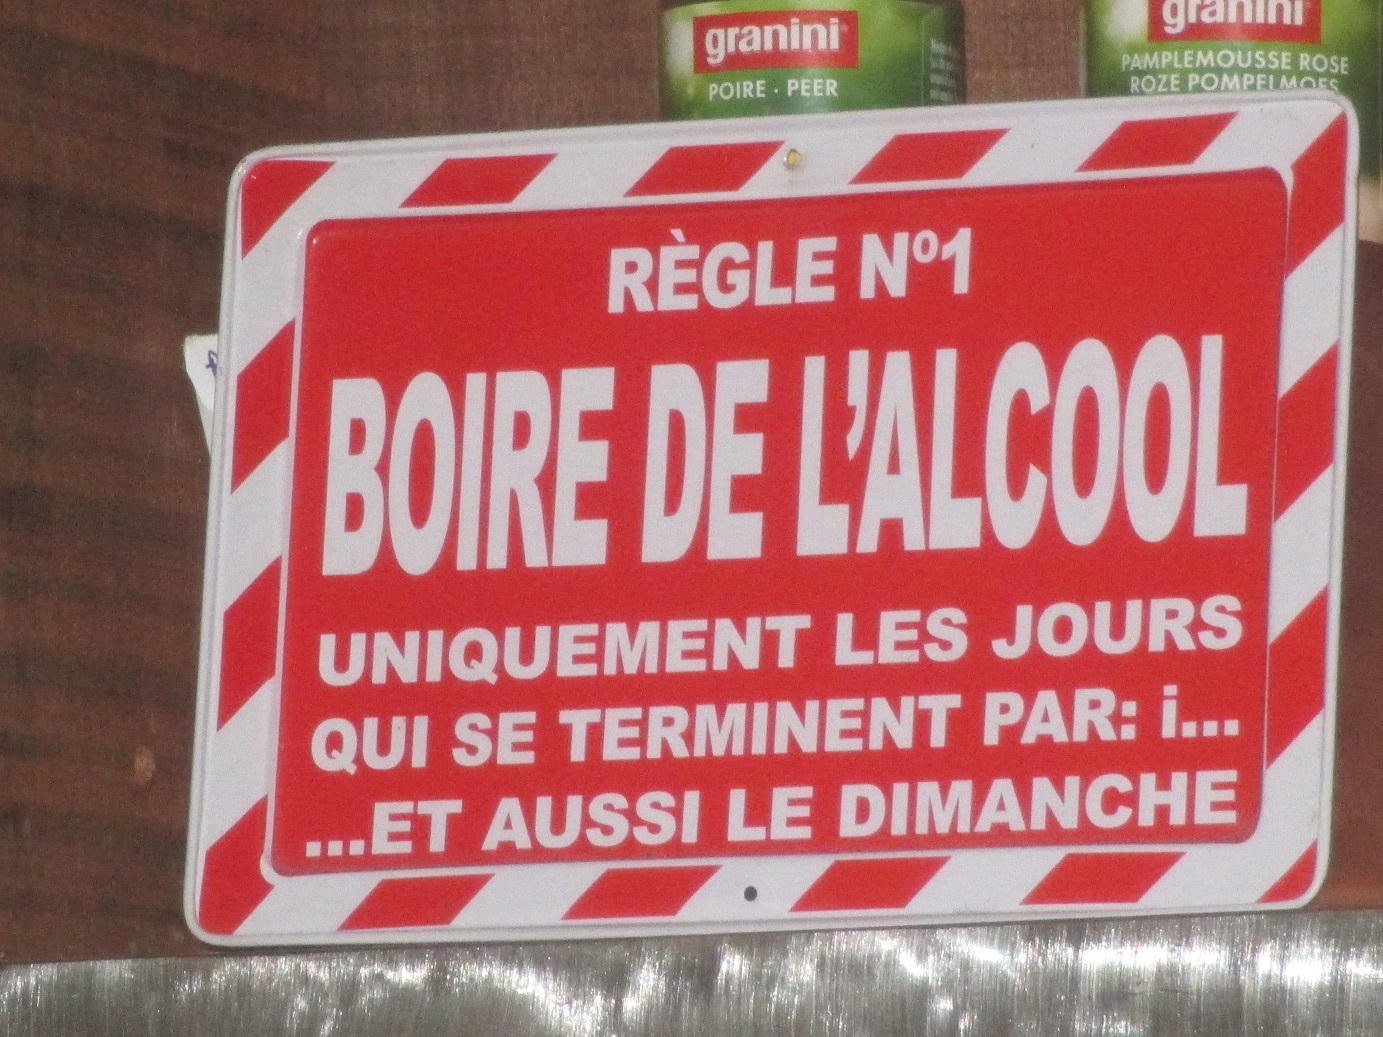 granini
POIRE · PEER
granini
PAMPLEMOUSSE ROSE
ROZE POMPELMOES
RÈGLE Nº1
BOIRE DE L'ALCOOL
UNIQUEMENT LES JOURS
QUI SE TERMINENT PAR: i...
...ET AUSSI LE DIMANCHE